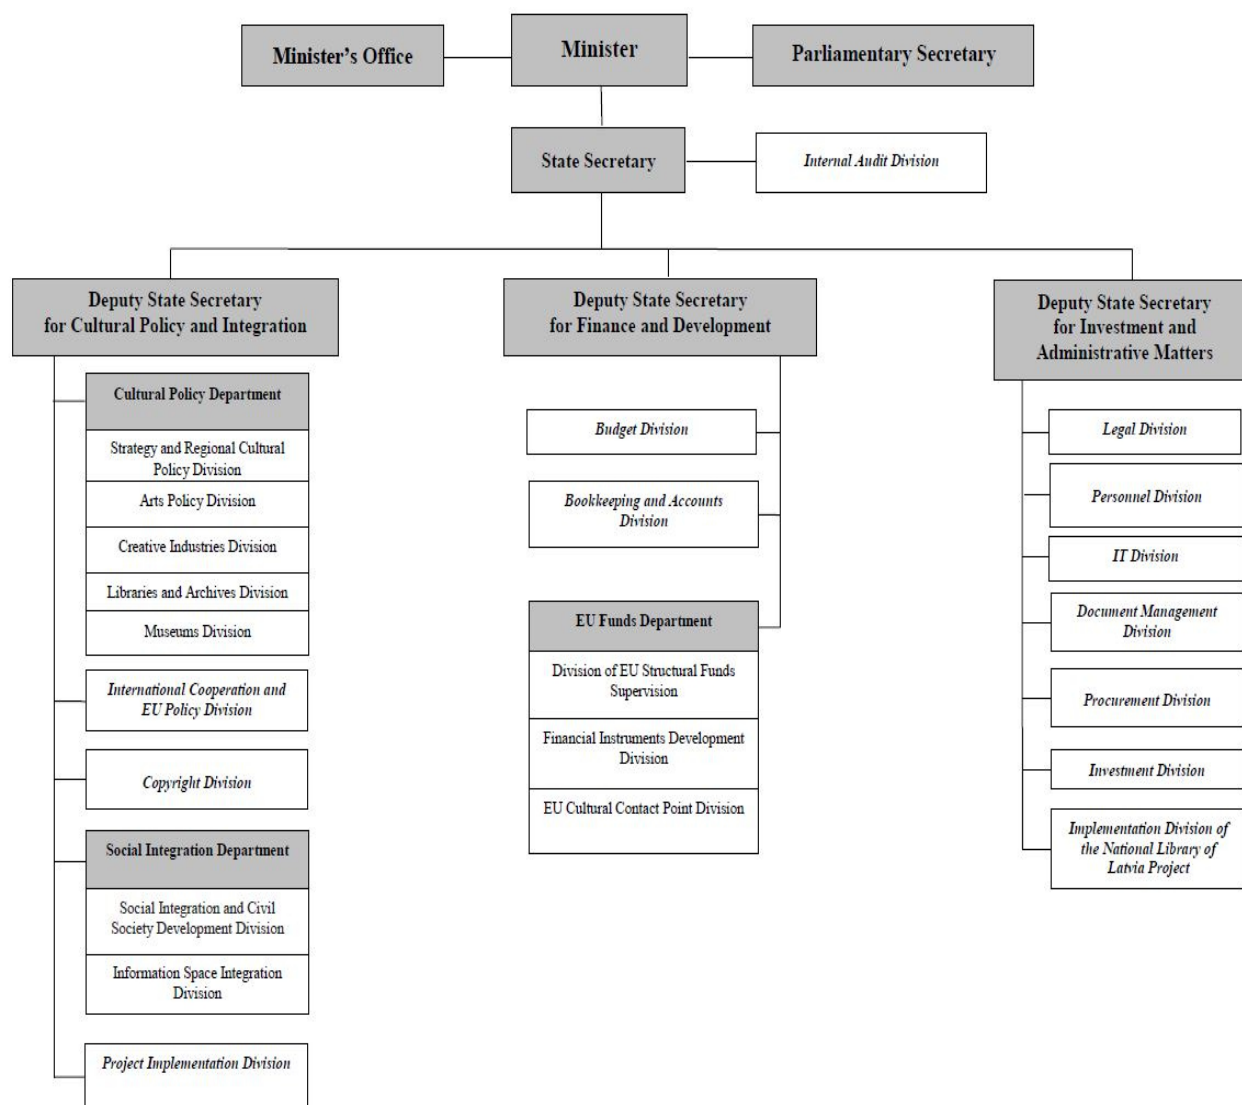 Minister's Office
Minister
Parliamentary Secretary
State Secretary
Internal Audit Division
Deputy State Secretary
for Cultural Policy and Integration
Cultural Policy Department
Strategy and Regional Cultural
Policy Division
Arts Policy Division
Creative Industries Division
Libraries and Archives Division
Museums Division
International Cooperation and
EU Policy Division
Copyright Division
Social Integration Department
Social Integration and Civil
Society Development Division
Information Space Integration
Division
Project Implementation Division
Deputy State Secretary
for Finance and Development
Budget Division
Bookkeeping and Accounts
Division
EU Funds Department
Division of EU Structural Funds
Supervision
Financial Instruments Development
Division
EU Cultural Contact Point Division
Deputy State Secretary
for Investment and
Administrative Matters
Legal Division
Personnel Division
IT Division
Document Management
Division
Procurement Division
Investment Division
Implementation Division of
the National Library of
Latvia Project